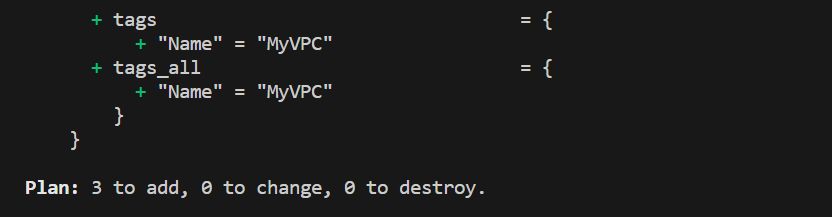 + tags = {
+ "Name" = "MyVPC"
+ tags_all = {
+ "Name" = "MyVPC"
}
}
Plan: 3 to add, 0 to change, 0 to destroy.